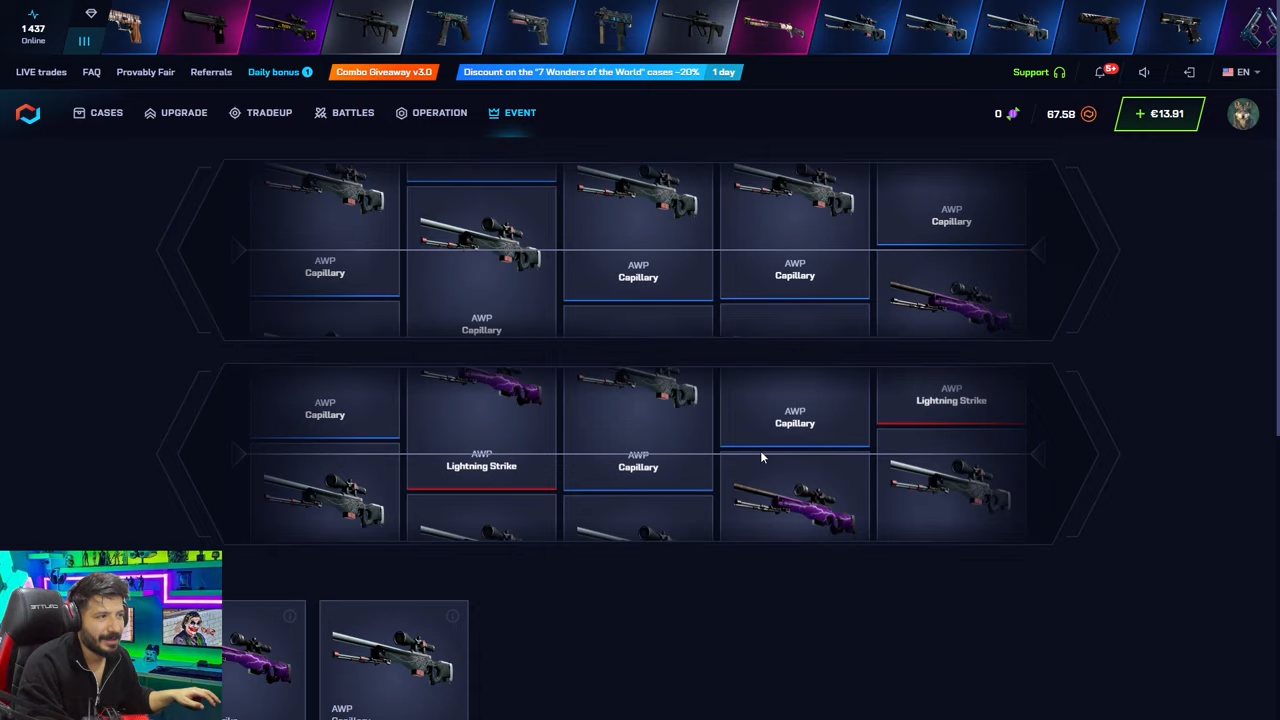 1 437
Online
LIVE trades
FAQ
Provably Fair
Referrals
Daily bonus 1
Combo Giveaway v3.0
Discount on the "7 Wonders of the World" cases −20%
1 day
Support
5+
EN
CASES
UPGRADE
TRADEUP
BATTLES
OPERATION
EVENT
0
67.58
+ €13.91
AWP
Capillary
AWP
Capillary
AWP
Capillary
AWP
Capillary
AWP
Capillary
AWP
Capillary
AWP
Lightning Strike
AWP
Capillary
AWP
Capillary
AWP
Lightning Strike
AWP
Capillary